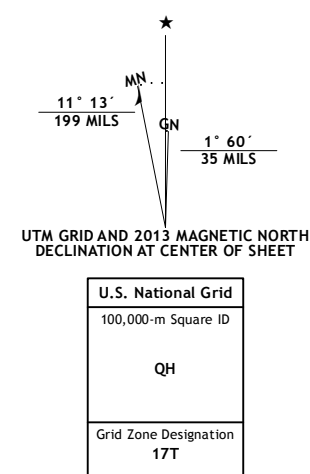 ★
MN
11° 13´
199 MILS
GN
1° 60´
35 MILS
UTM GRID AND 2013 MAGNETIC NORTH
DECLINATION AT CENTER OF SHEET
U.S. National Grid
100,000-m Square ID
QH
Grid Zone Designation
17T